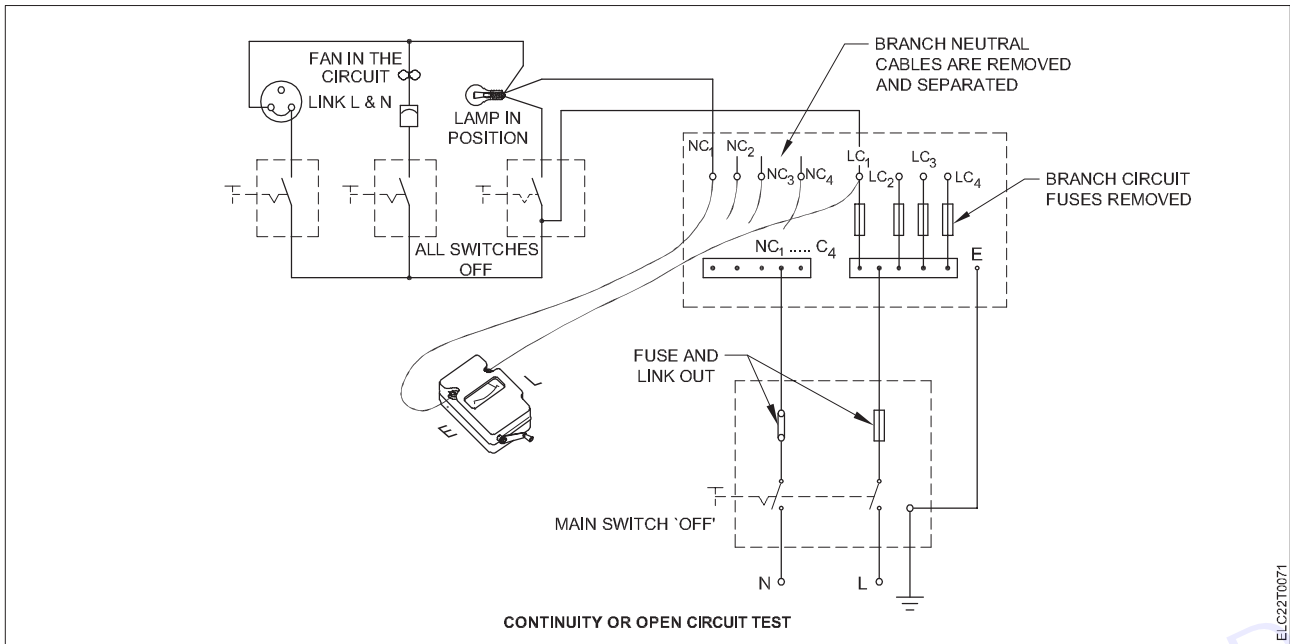 FAN IN THE
CIRCUIT
LINK L & N
LAMP IN
POSITION
BRANCH NEUTRAL
CABLES ARE REMOVED
AND SEPARATED
NC1
NC2
NC3
NC4
LC1
LC2
LC3
LC4
BRANCH CIRCUIT
FUSES REMOVED
ALL SWITCHES
OFF
NC1 ..... C4
E
FUSE AND
LINK OUT
L
E
MAIN SWITCH `OFF'
N
L
CONTINUITY OR OPEN CIRCUIT TEST
ELC22T0071